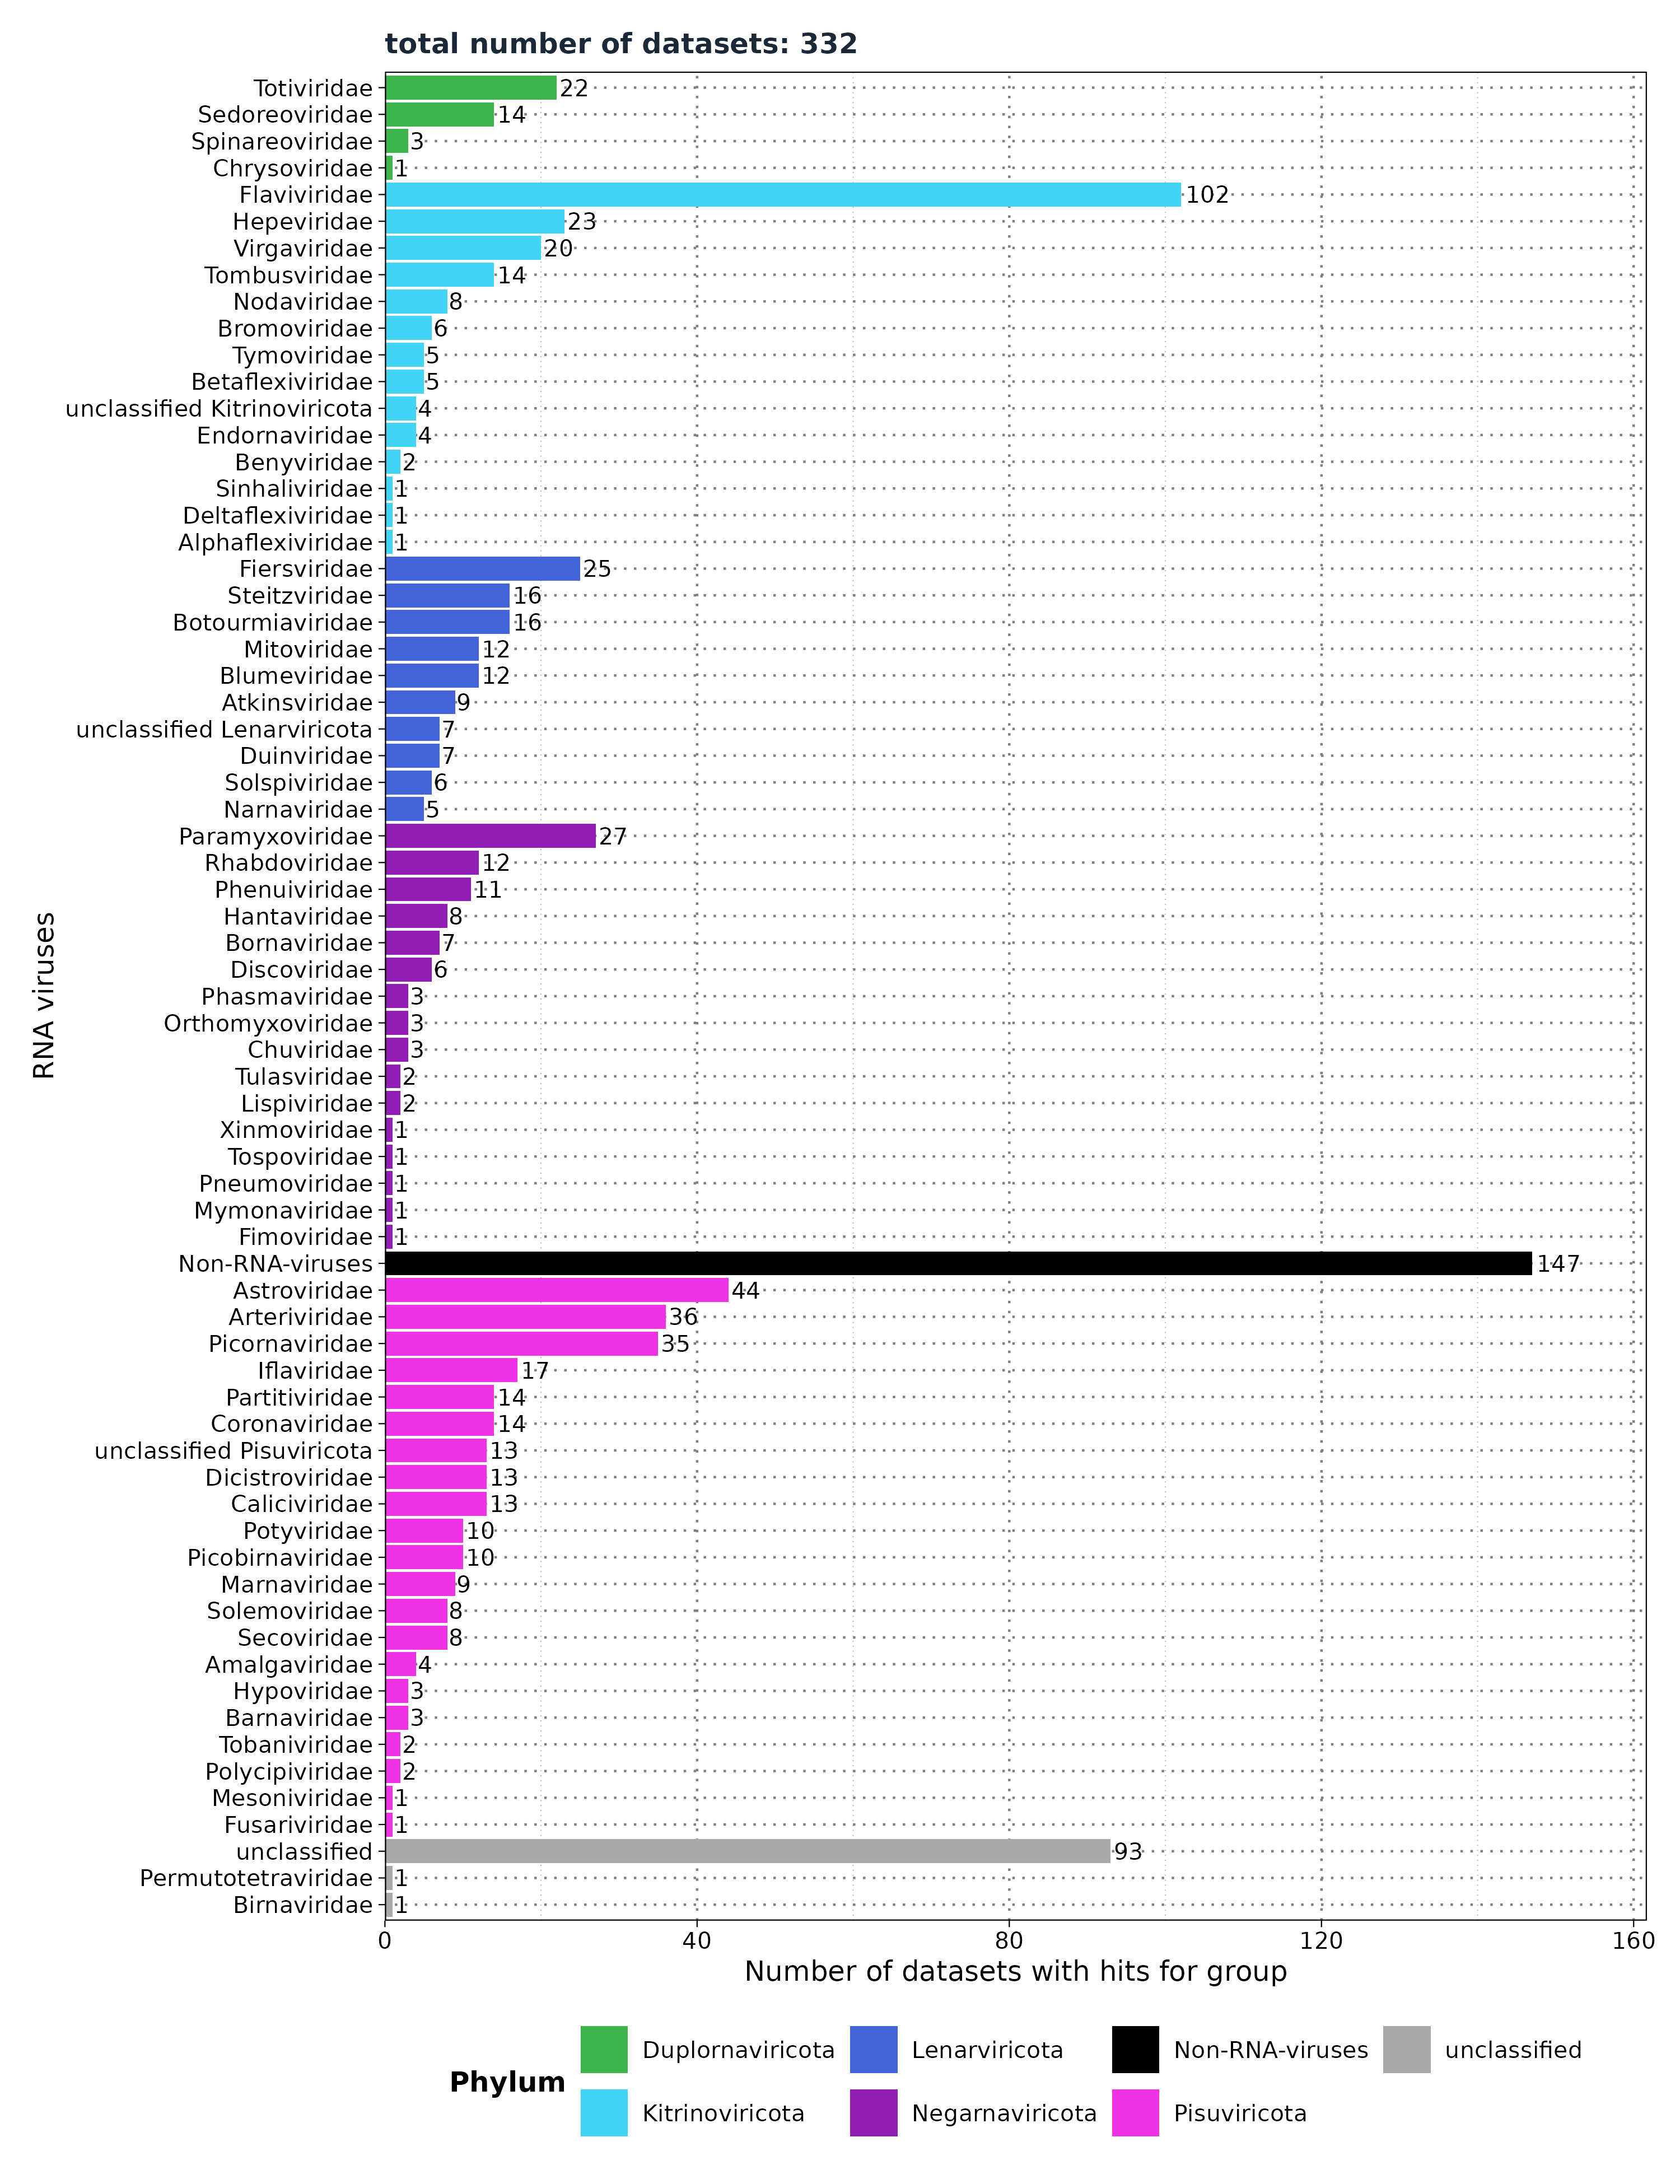 total number of datasets: 332
Totiviridae 22
Sedoreoviridae 14
Spinareoviridae 3
Chrysoviridae 1
Flaviviridae 102
Hepeviridae 23
Virgaviridae 20
Tombusviridae 14
Nodaviridae 8
Bromoviridae 6
Tymoviridae 5
Betaflexiviridae 5
unclassified Kitrinoviricota 4
Endornaviridae 4
Benyviridae 2
Sinhaliviridae 1
Deltaflexiviridae 1
Alphaflexiviridae 1
Fiersviridae 25
Steitzviridae 16
Botourmiaviridae 16
Mitoviridae 12
Blumeviridae 12
Atkinsviridae 9
unclassified Lenarviricota 7
Duinviridae 7
Solspiviridae 6
Narnaviridae 5
Paramyxoviridae 27
Rhabdoviridae 12
Phenuiviridae 11
Hantaviridae 8
Bornaviridae 7
Discoviridae 6
Phasmaviridae 3
Orthomyxoviridae 3
Chuviridae 3
Tulasviridae 2
Lispiviridae 2
Xinmoviridae 1
Tospoviridae 1
Pneumoviridae 1
Mymonaviridae 1
Fimoviridae 1
Non-RNA-viruses 147
Astroviridae 44
Arteriviridae 36
Picornaviridae 35
Iflaviridae 17
Partitiviridae 14
Coronaviridae 14
unclassified Pisuviricota 13
Dicistroviridae 13
Caliciviridae 13
Potyviridae 10
Picobirnaviridae 10
Marnaviridae 9
Solemoviridae 8
Secoviridae 8
Amalgaviridae 4
Hypoviridae 3
Barnaviridae 3
Tobaniviridae 2
Polycipiviridae 2
Mesoniviridae 1
Fusariviridae 1
unclassified 93
Permutotetraviridae 1
Birnaviridae 1
RNA viruses
0 40 80 120 160
Number of datasets with hits for group
Phylum
Duplornaviricota Lenarviricota Non-RNA-viruses unclassified
Kitrinoviricota Negarnaviricota Pisuviricota